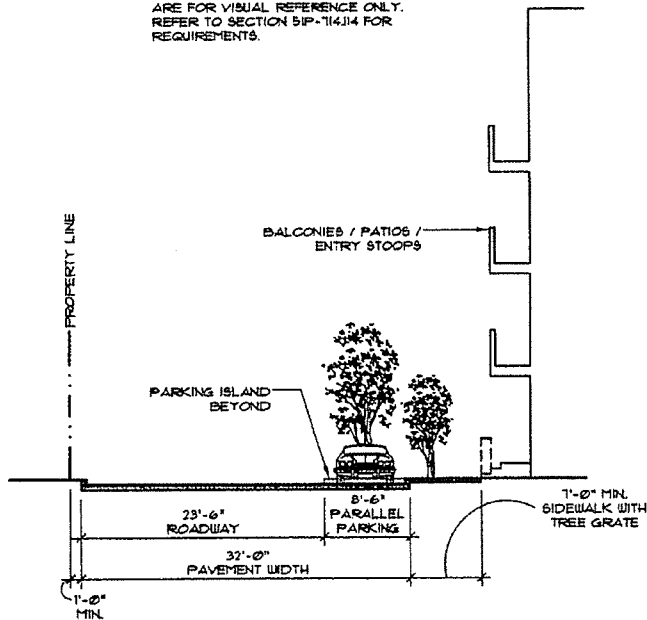 ARE FOR VISUAL REFERENCE ONLY.
REFER TO SECTION 51P-714.114 FOR
REQUIREMENTS.
PROPERTY LINE
BALCONIES / PATIOS /
ENTRY STOOPS
PARKING ISLAND
BEYOND
23'-6"
ROADWAY
8'-6"
PARALLEL
PARKING
7'-0" MIN.
SIDEWALK WITH
TREE GRATE
32'-0"
PAVEMENT WIDTH
1'-0"
MIN.